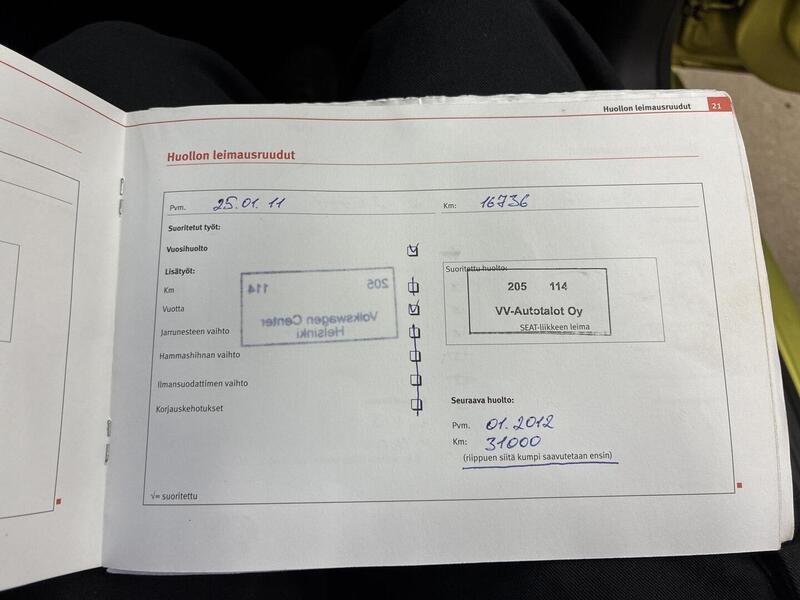 Huollon leimausruudut 21
Huollon leimausruudut
Pvm. 25.01.11 Km: 16736
Suoritetut työt:
Vuosihuolto
Lisätyöt:
Km
Vuotta
Jarrunesteen vaihto
Hammashihnan vaihto
Ilmansuodattimen vaihto
Korjauskehotukset
√= suoritettu
205 114
Volkswagen Center
Helsinki
Suoritettu huolto:
205 114
VV-Autotalot Oy
SEAT-liikkeen leima
Seuraava huolto:
Pvm. 01.2012
Km: 31000
(riippuen siitä kumpi saavutetaan ensin)